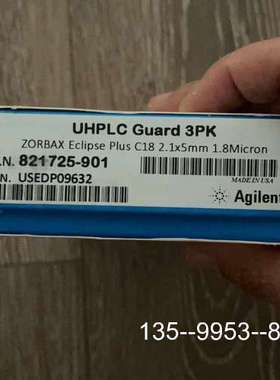 UHPLC Guard 3PK
ZORBAX Eclipse Plus C18 2.1x5mm 1.8Micron
.N. 821725-901
N. USEDP09632
MADE IN USA
Agilent
135--9953--8